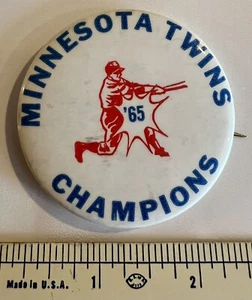 MINNESOTA TWINS
'65
CHAMPIONS
1 2
Made in U.S.A.